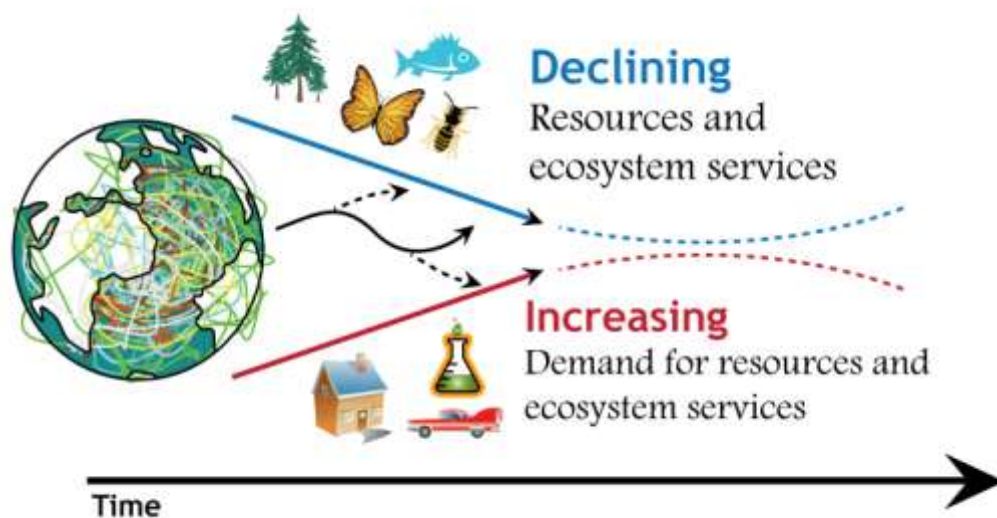 Declining
Resources and
ecosystem services
Increasing
Demand for resources and
ecosystem services
Time